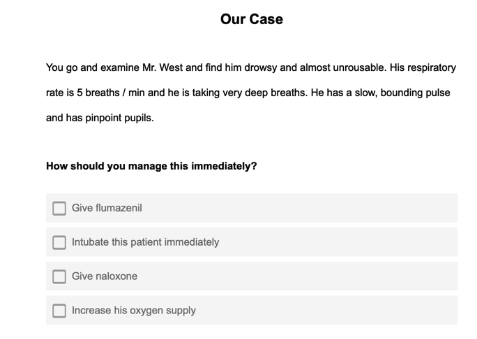 Our Case
You go and examine Mr. West and find him drowsy and almost unrousable. His respiratory
rate is 5 breaths / min and he is taking very deep breaths. He has a slow, bounding pulse
and has pinpoint pupils.
How should you manage this immediately?
Give flumazenil
Intubate this patient immediately
Give naloxone
Increase his oxygen supply